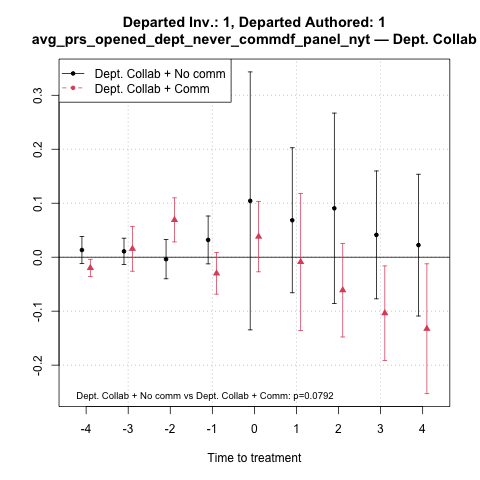 Departed Inv.: 1, Departed Authored: 1
avg_prs_opened_dept_never_commdf_panel_nyt — Dept. Collab
Dept. Collab + No comm
Dept. Collab + Comm
0.3
0.2
0.1
0.0
-0.1
-0.2
Dept. Collab + No comm vs Dept. Collab + Comm: p=0.0792
-4 -3 -2 -1 0 1 2 3 4
Time to treatment